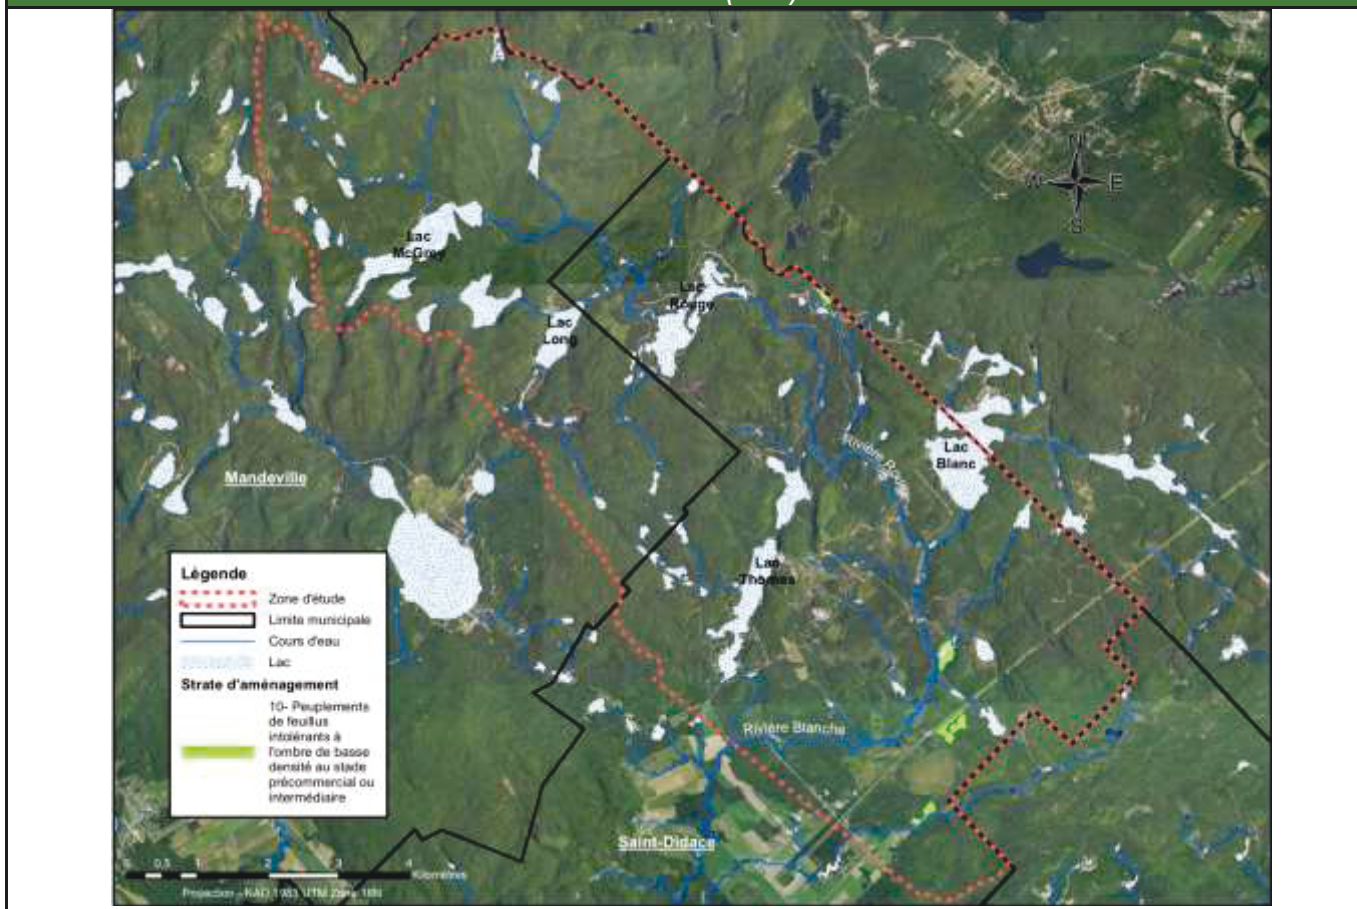 N
E
S
Lac
McGrey
Lac
Rouge
Lac
Long
Rivière Rouge
Lac
Blanc
Mandeville
Lac
Thomas
Légende
Zone d'étude
Limite municipale
Cours d'eau
Lac
Strate d'aménagement
10- Peuplements
de feuillus
intolérants à
l'ombre de basse
densité au stade
précommercial ou
intermédiaire
Rivière Blanche
Saint-Didace
0 0,5 1 2 3 4
Kilomètres
Projection - NAD 1983 UTM Zone 18N